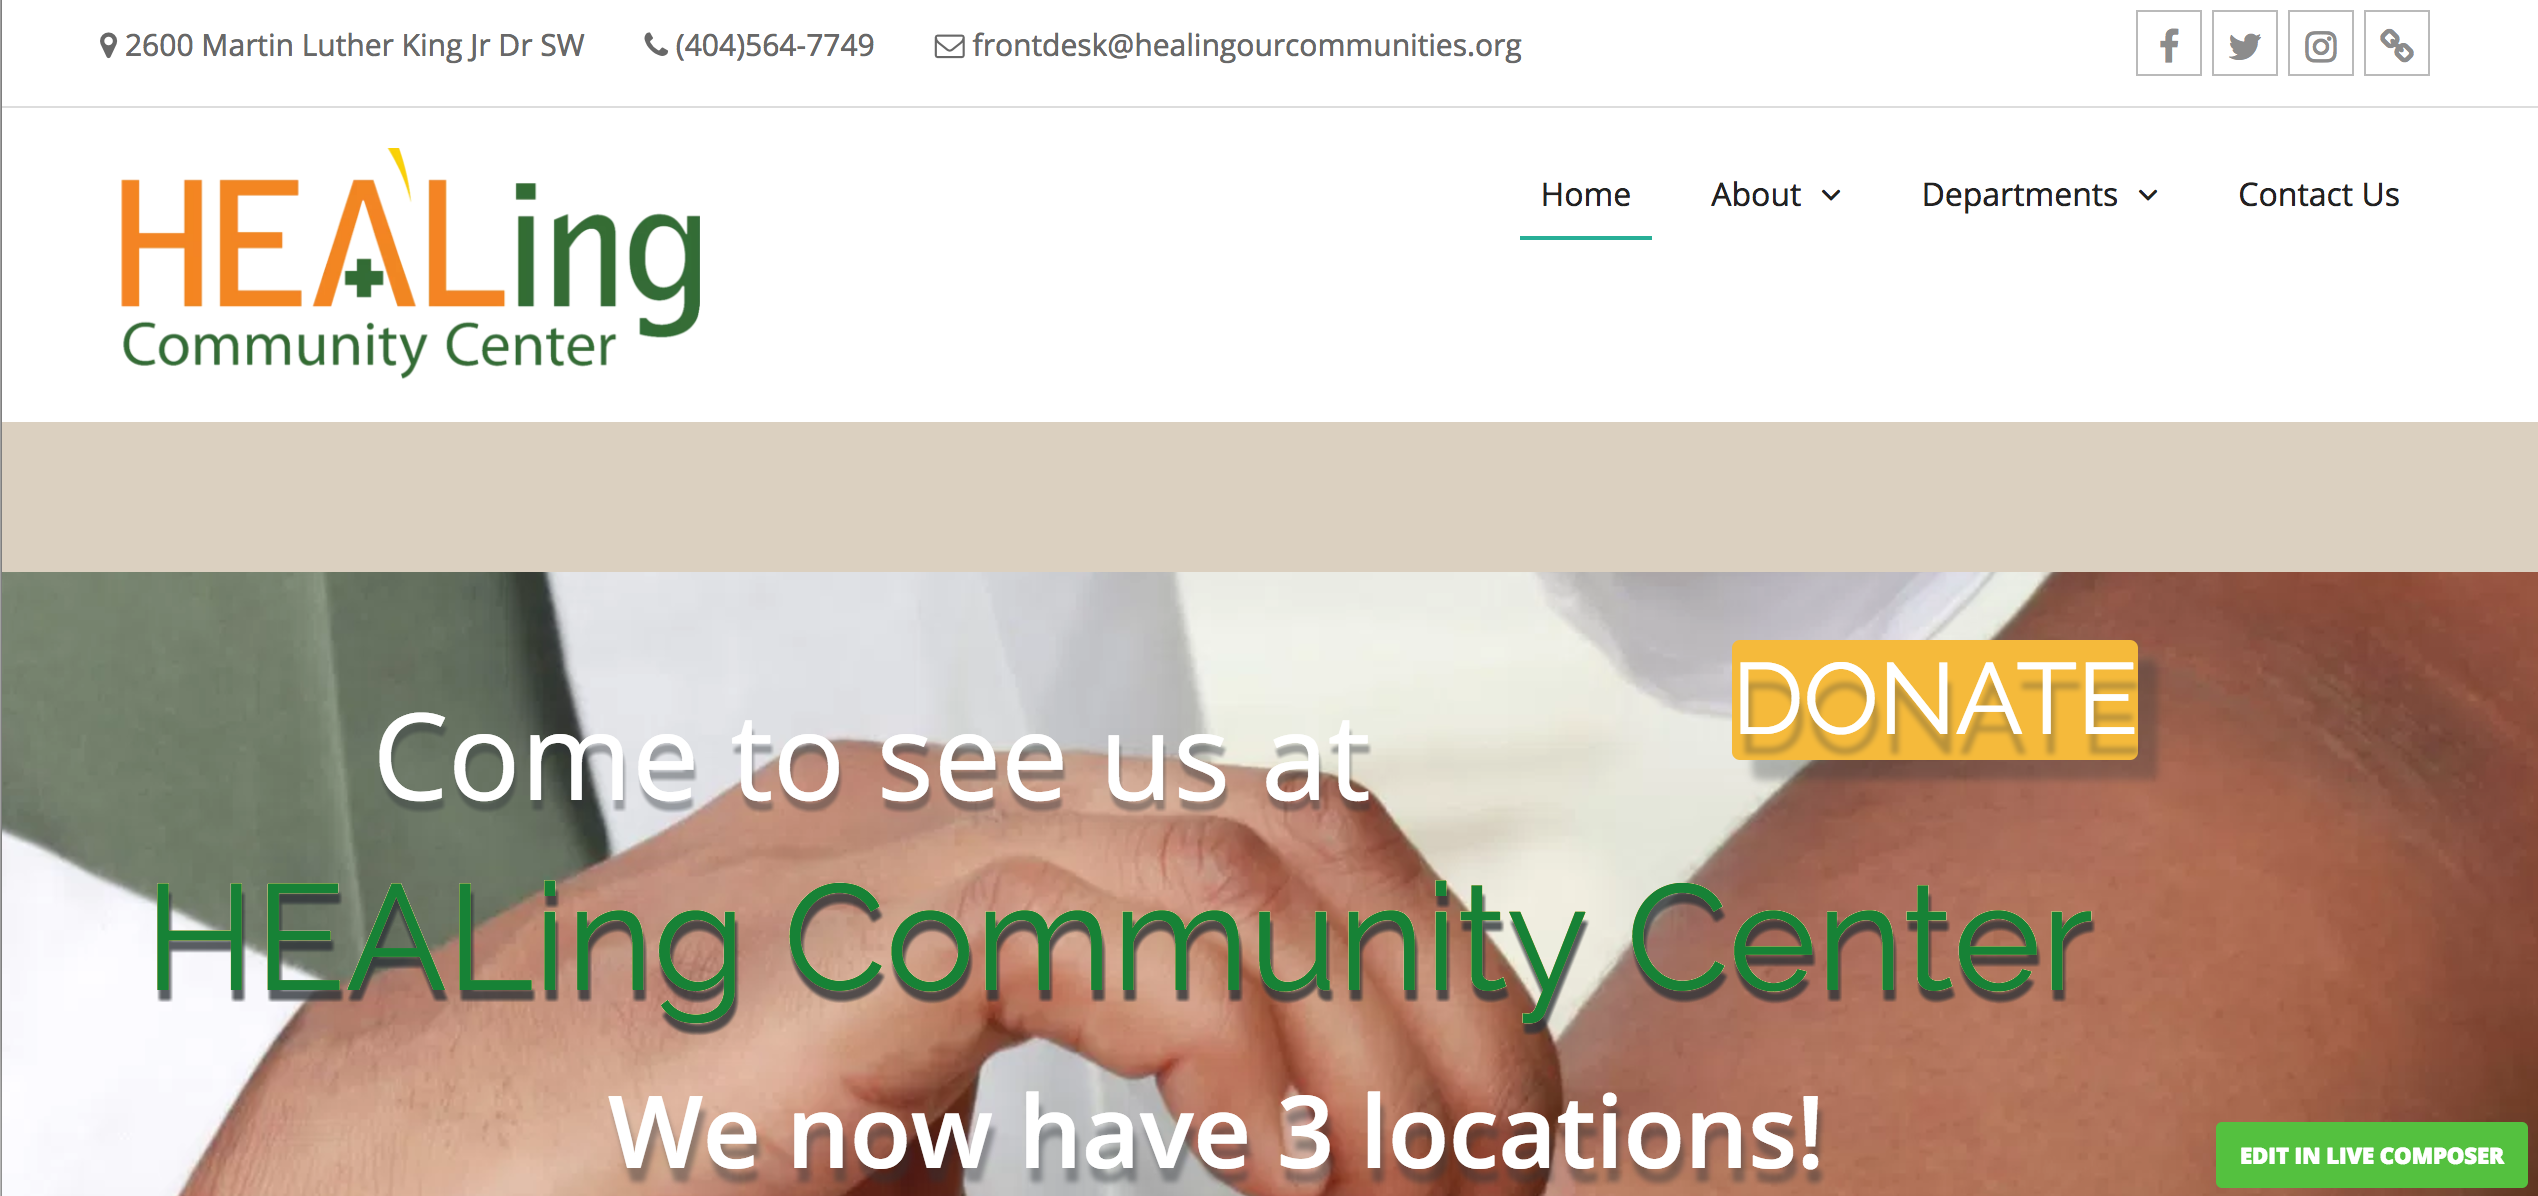 2600 Martin Luther King Jr Dr SW (404)564-7749 frontdesk@healingourcommunities.org
HEALing
Community Center
Home About Departments Contact Us
DONATE
Come to see us at
HEALing Community Center
We now have 3 locations!
EDIT IN LIVE COMPOSER